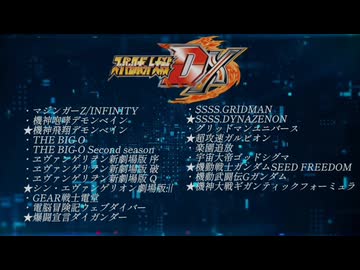 スーパーロボット大戦
DX
・マジンガーZ/INFINITY
・機神咆哮デモンベイン
★機神飛翔デモンベイン
・THE BIG-O
・THE BIG-O Second season
・ヱヴァンゲリヲン新劇場版 序
・ヱヴァンゲリヲン新劇場版 破
・ヱヴァンゲリヲン新劇場版 Q
★シン・エヴァンゲリオン劇場版:||
・GEAR戦士電童
・電脳冒険記ウェブダイバー
★爆闘宣言ダイガンダー
・SSSS.GRIDMAN
★SSSS.DYNAZENON
・グリッドマンユニバース
★超攻速ガルビオン
・楽園追放
・宇宙大帝ゴッドシグマ
★機動戦士ガンダムSEED FREEDOM
・機動武闘伝Gガンダム
★機神大戦ギガンティックフォーミュラ